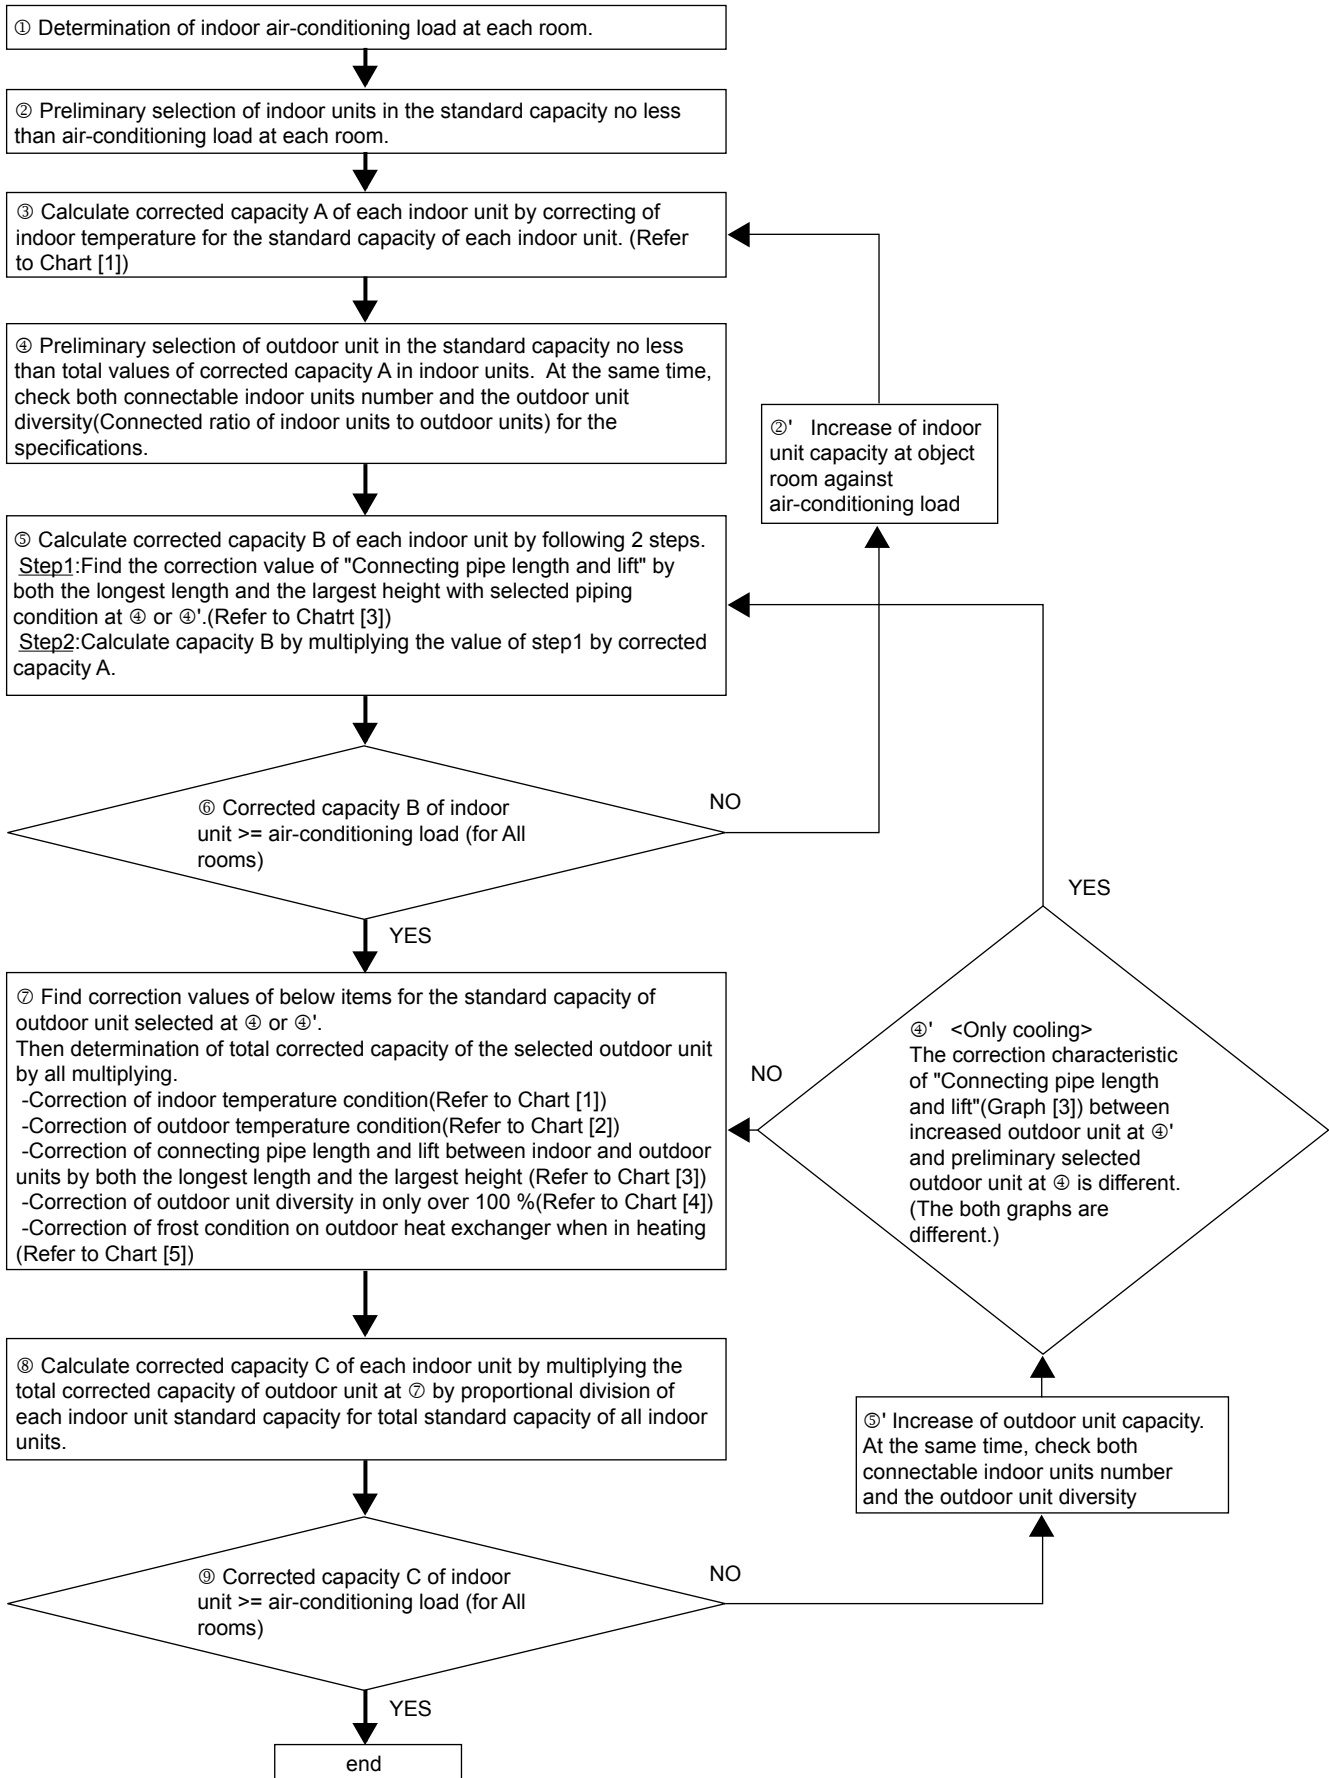 ① Determination of indoor air-conditioning load at each room.
② Preliminary selection of indoor units in the standard capacity no less
than air-conditioning load at each room.
③ Calculate corrected capacity A of each indoor unit by correcting of
indoor temperature for the standard capacity of each indoor unit. (Refer
to Chart [1])
④ Preliminary selection of outdoor unit in the standard capacity no less
than total values of corrected capacity A in indoor units.  At the same time,
check both connectable indoor units number and the outdoor unit
diversity(Connected ratio of indoor units to outdoor units) for the
specifications.
②'   Increase of indoor
unit capacity at object
room against
air-conditioning load
⑤ Calculate corrected capacity B of each indoor unit by following 2 steps.
Step1:Find the correction value of "Connecting pipe length and lift" by
both the longest length and the largest height with selected piping
condition at ④ or ④'.(Refer to Chatrt [3])
Step2:Calculate capacity B by multiplying the value of step1 by corrected
capacity A.
⑥ Corrected capacity B of indoor
unit >= air-conditioning load (for All
rooms)
NO
YES
YES
⑦ Find correction values of below items for the standard capacity of
outdoor unit selected at ④ or ④'.
Then determination of total corrected capacity of the selected outdoor unit
by all multiplying.
-Correction of indoor temperature condition(Refer to Chart [1])
-Correction of outdoor temperature condition(Refer to Chart [2])
-Correction of connecting pipe length and lift between indoor and outdoor
units by both the longest length and the largest height (Refer to Chart [3])
-Correction of outdoor unit diversity in only over 100 %(Refer to Chart [4])
-Correction of frost condition on outdoor heat exchanger when in heating
(Refer to Chart [5])
NO
④'   <Only cooling>
The correction characteristic
of "Connecting pipe length
and lift"(Graph [3]) between
increased outdoor unit at ④'
and preliminary selected
outdoor unit at ④ is different.
(The both graphs are
different.)
⑧ Calculate corrected capacity C of each indoor unit by multiplying the
total corrected capacity of outdoor unit at ⑦ by proportional division of
each indoor unit standard capacity for total standard capacity of all indoor
units.
⑤' Increase of outdoor unit capacity.
At the same time, check both
connectable indoor units number
and the outdoor unit diversity
⑨ Corrected capacity C of indoor
unit >= air-conditioning load (for All
rooms)
NO
YES
end